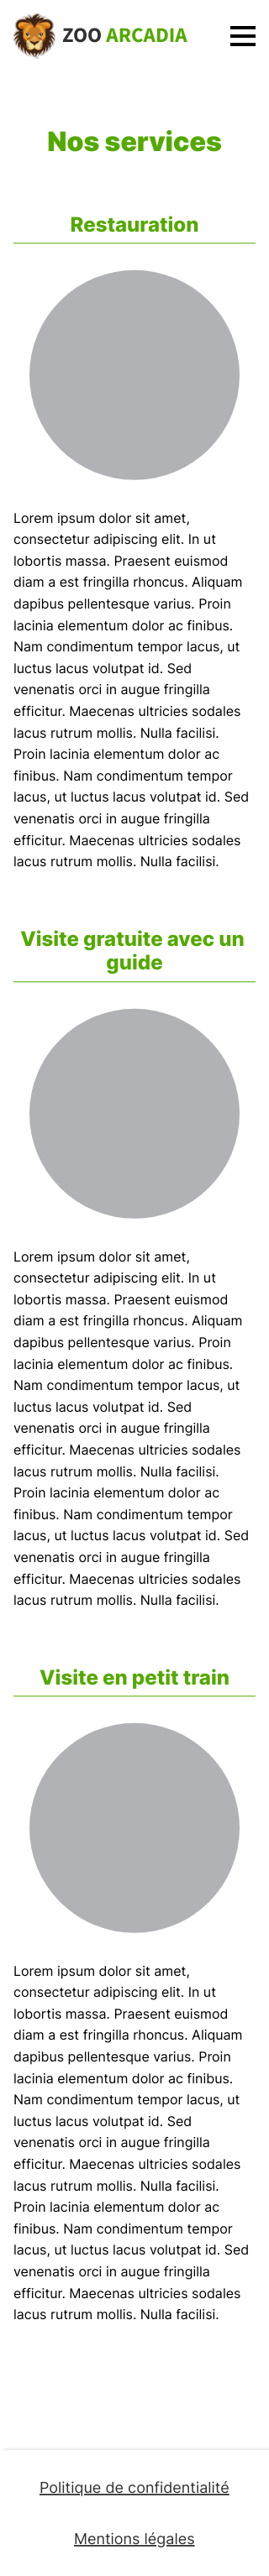 ZOO ARCADIA
Nos services
Restauration
Lorem ipsum dolor sit amet,
consectetur adipiscing elit. In ut
lobortis massa. Praesent euismod
diam a est fringilla rhoncus. Aliquam
dapibus pellentesque varius. Proin
lacinia elementum dolor ac finibus.
Nam condimentum tempor lacus, ut
luctus lacus volutpat id. Sed
venenatis orci in augue fringilla
efficitur. Maecenas ultricies sodales
lacus rutrum mollis. Nulla facilisi.
Proin lacinia elementum dolor ac
finibus. Nam condimentum tempor
lacus, ut luctus lacus volutpat id. Sed
venenatis orci in augue fringilla
efficitur. Maecenas ultricies sodales
lacus rutrum mollis. Nulla facilisi.
Visite gratuite avec un
guide
Lorem ipsum dolor sit amet,
consectetur adipiscing elit. In ut
lobortis massa. Praesent euismod
diam a est fringilla rhoncus. Aliquam
dapibus pellentesque varius. Proin
lacinia elementum dolor ac finibus.
Nam condimentum tempor lacus, ut
luctus lacus volutpat id. Sed
venenatis orci in augue fringilla
efficitur. Maecenas ultricies sodales
lacus rutrum mollis. Nulla facilisi.
Proin lacinia elementum dolor ac
finibus. Nam condimentum tempor
lacus, ut luctus lacus volutpat id. Sed
venenatis orci in augue fringilla
efficitur. Maecenas ultricies sodales
lacus rutrum mollis. Nulla facilisi.
Visite en petit train
Lorem ipsum dolor sit amet,
consectetur adipiscing elit. In ut
lobortis massa. Praesent euismod
diam a est fringilla rhoncus. Aliquam
dapibus pellentesque varius. Proin
lacinia elementum dolor ac finibus.
Nam condimentum tempor lacus, ut
luctus lacus volutpat id. Sed
venenatis orci in augue fringilla
efficitur. Maecenas ultricies sodales
lacus rutrum mollis. Nulla facilisi.
Proin lacinia elementum dolor ac
finibus. Nam condimentum tempor
lacus, ut luctus lacus volutpat id. Sed
venenatis orci in augue fringilla
efficitur. Maecenas ultricies sodales
lacus rutrum mollis. Nulla facilisi.
Politique de confidentialité
Mentions légales